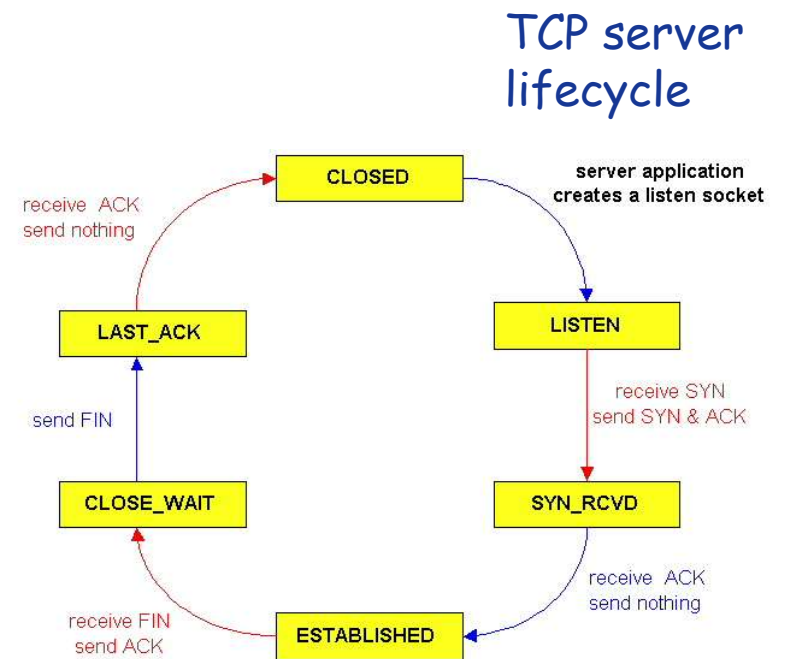 TCP server
lifecycle
CLOSED
server application
creates a listen socket
receive ACK
send nothing
LAST_ACK
LISTEN
receive SYN
send SYN & ACK
send FIN
CLOSE_WAIT
SYN_RCVD
receive ACK
send nothing
receive FIN
send ACK
ESTABLISHED